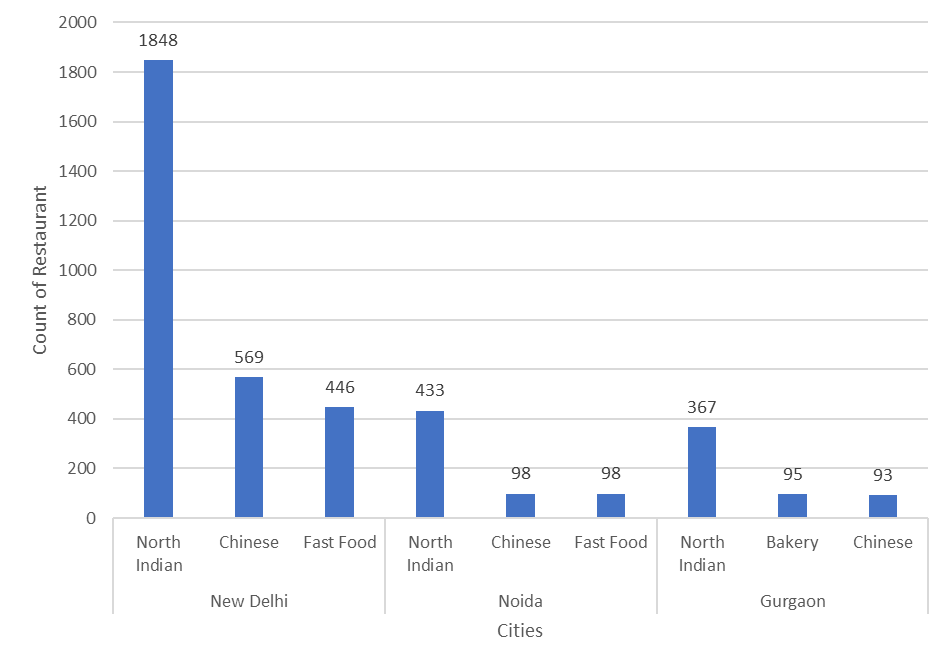 2000
1800
1600
1400
1200
1000
800
600
400
200
0
Count of Restaurant
1848
569
446
433
98
98
367
95
93
North Indian
Chinese
Fast Food
North Indian
Chinese
Fast Food
North Indian
Bakery
Chinese
New Delhi
Noida
Gurgaon
Cities